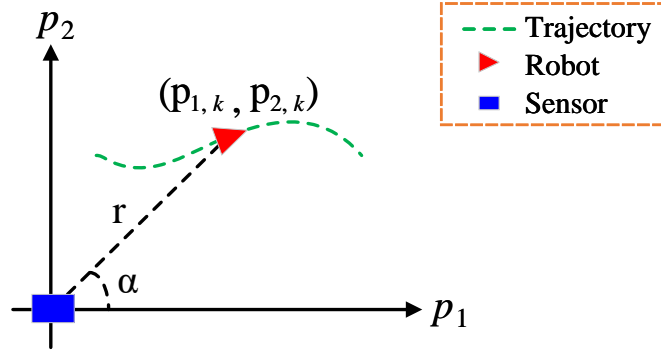 p₂
Trajectory
Robot
Sensor
(p₁,ₖ , p₂,ₖ)
r
α
p₁